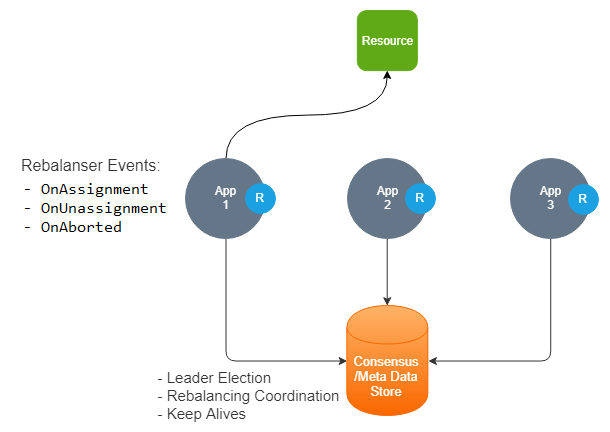 Resource
Rebalanser Events:
- OnAssignment
- OnUnassignment
- OnAborted
App
1
R
App
2
R
App
3
R
Consensus
/Meta Data
Store
- Leader Election
- Rebalancing Coordination
- Keep Alives